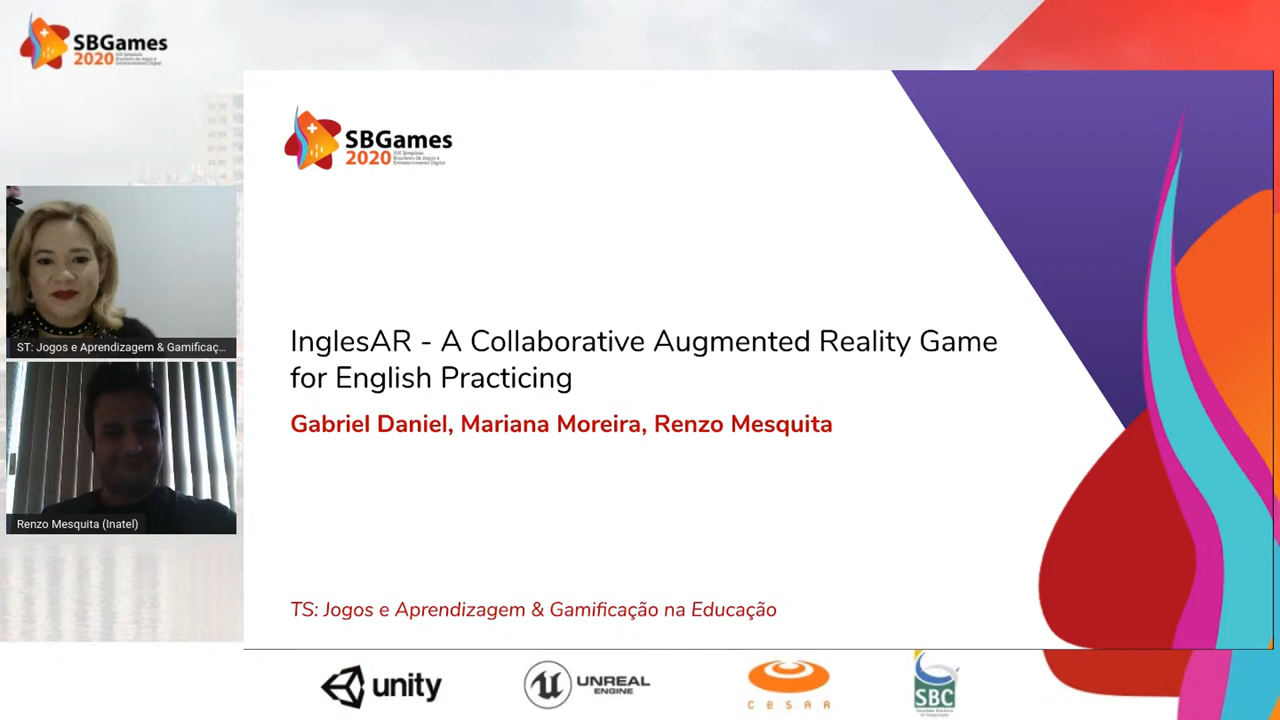 SBGames
2020 XIX Simpósio
Brasileiro de Jogos e
Entretenimento Digital
SBGames
2020 XIX Simpósio
Brasileiro de Jogos e
Entretenimento Digital
ST: Jogos e Aprendizagem & Gamificaç...
Renzo Mesquita (Inatel)
InglesAR - A Collaborative Augmented Reality Game
for English Practicing
Gabriel Daniel, Mariana Moreira, Renzo Mesquita
TS: Jogos e Aprendizagem & Gamificação na Educação
unity
UNREAL
ENGINE
CESAR
SBC